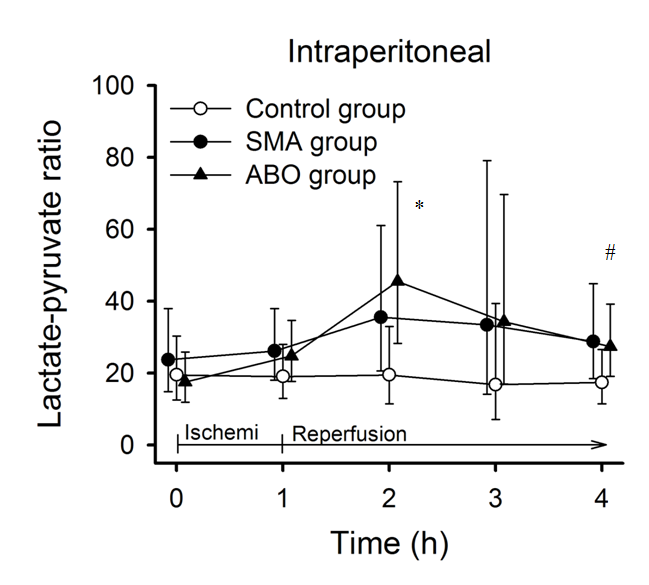 Intraperitoneal
Lactate-pyruvate ratio
100
80
60
40
20
0
Control group
SMA group
ABO group
*
#
Ischemi
Reperfusion
0 1 2 3 4
Time (h)